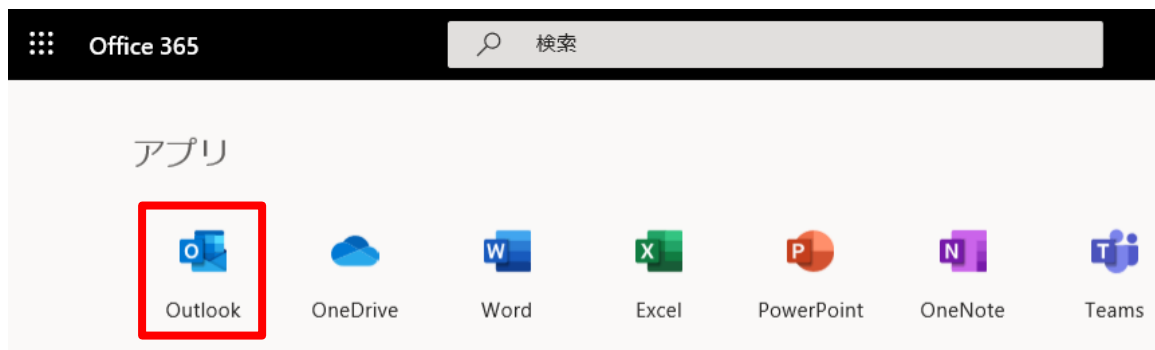 Office 365 検索
アプリ
Outlook OneDrive Word Excel PowerPoint OneNote Teams